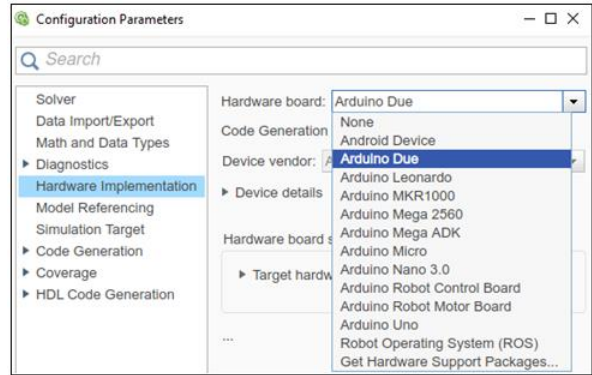 Configuration Parameters
Search
Solver
Data Import/Export
Math and Data Types
Diagnostics
Hardware Implementation
Model Referencing
Simulation Target
Code Generation
Coverage
HDL Code Generation
Hardware board: Arduino Due
Code Generation
Device vendor: A
Device details
Hardware board s
Target hardw
...
None
Android Device
Arduino Due
Arduino Leonardo
Arduino MKR1000
Arduino Mega 2560
Arduino Mega ADK
Arduino Micro
Arduino Nano 3.0
Arduino Robot Control Board
Arduino Robot Motor Board
Arduino Uno
Robot Operating System (ROS)
Get Hardware Support Packages...